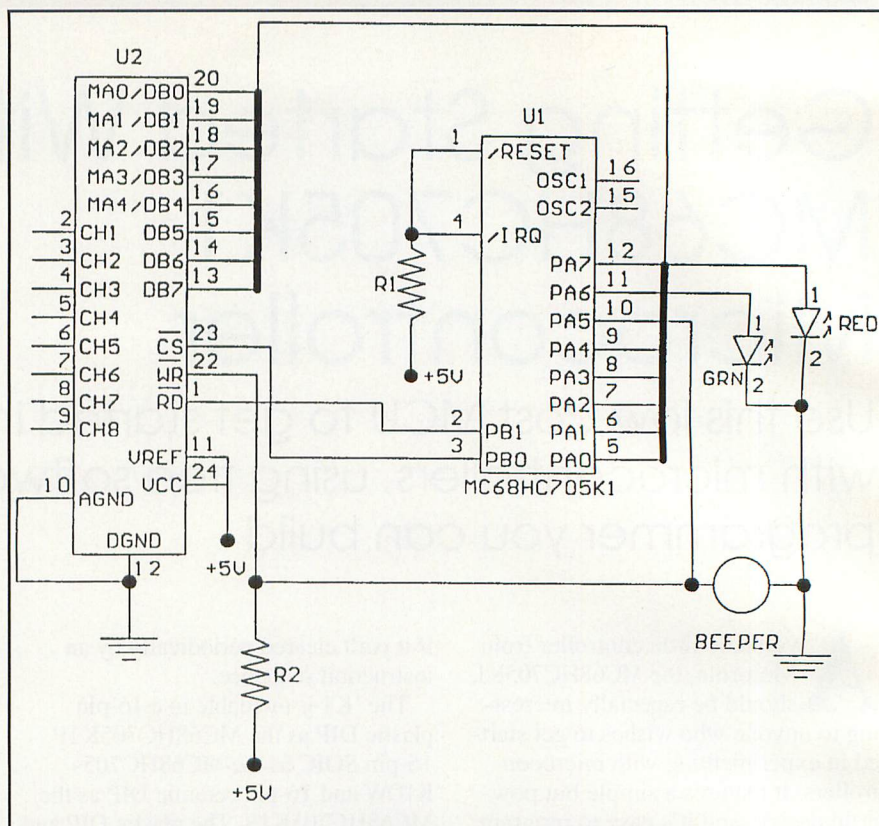 U2
MA0/DB0 20
MA1/DB1 19
MA2/DB2 18
MA3/DB3 17
MA4/DB4 16
2 CH1 DB5 15
3 CH2 DB6 14
4 CH3 DB7 13
5 CH4
6 CH5 CS 23
7 CH6 WR 22
8 CH7 RD 1
9 CH8
VREF 11
VCC 24
10 AGND
DGND
12
+5V
R2
+5V
U1
1 /RESET
OSC1 16
OSC2 15
4 /IRQ
R1
+5V
PA7 12
PA6 11
PA5 10
PA4 9
PA3 8
PA2 7
2 PB1 PA1 6
3 PB0 PA0 5
MC68HC705K1
1
RED
2
1
GRN
2
BEEPER